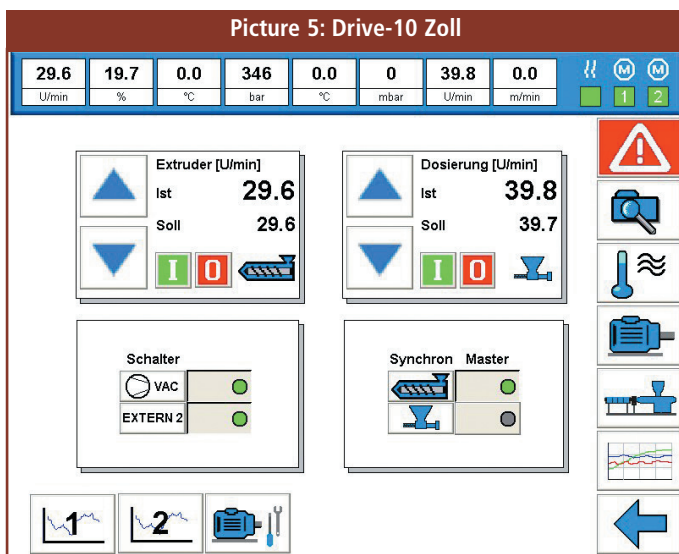 Picture 5: Drive-10 Zoll
29.6 19.7 0.0 346 0.0 0 39.8 0.0
U/min % °C bar °C mbar U/min m/min
M M
1 2
Extruder [U/min]
Ist 29.6
Soll 29.6
I 0
Dosierung [U/min]
Ist 39.8
Soll 39.7
I 0
Schalter
VAC
EXTERN 2
Synchron Master
1 2